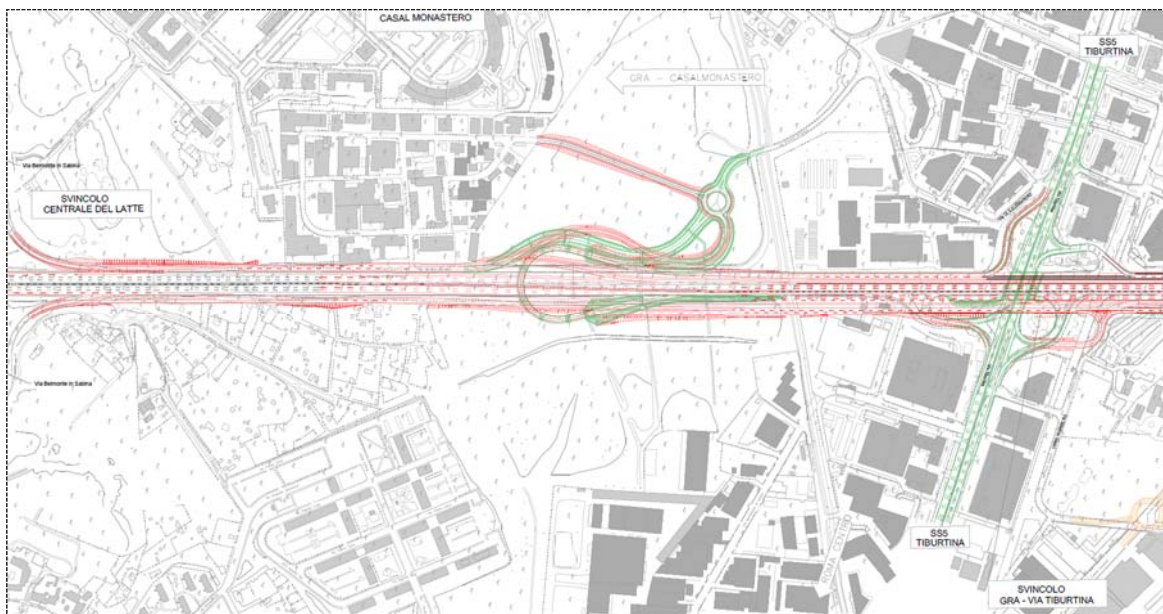 CASAL MONASTERO
SS5
TIBURTINA
GRA - CASALMONASTERO
Via Belmonte in Sabina
SVINCOLO
CENTRALE DEL LATTE
Via Belmonte in Sabina
SS5
TIBURTINA
SVINCOLO
GRA - VIA TIBURTINA